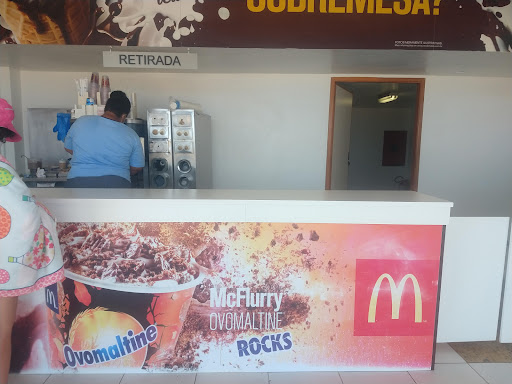 SOBREMESA?
RETIRADA
McFlurry
OVOMALTINE
ROCKS
Ovomaltine